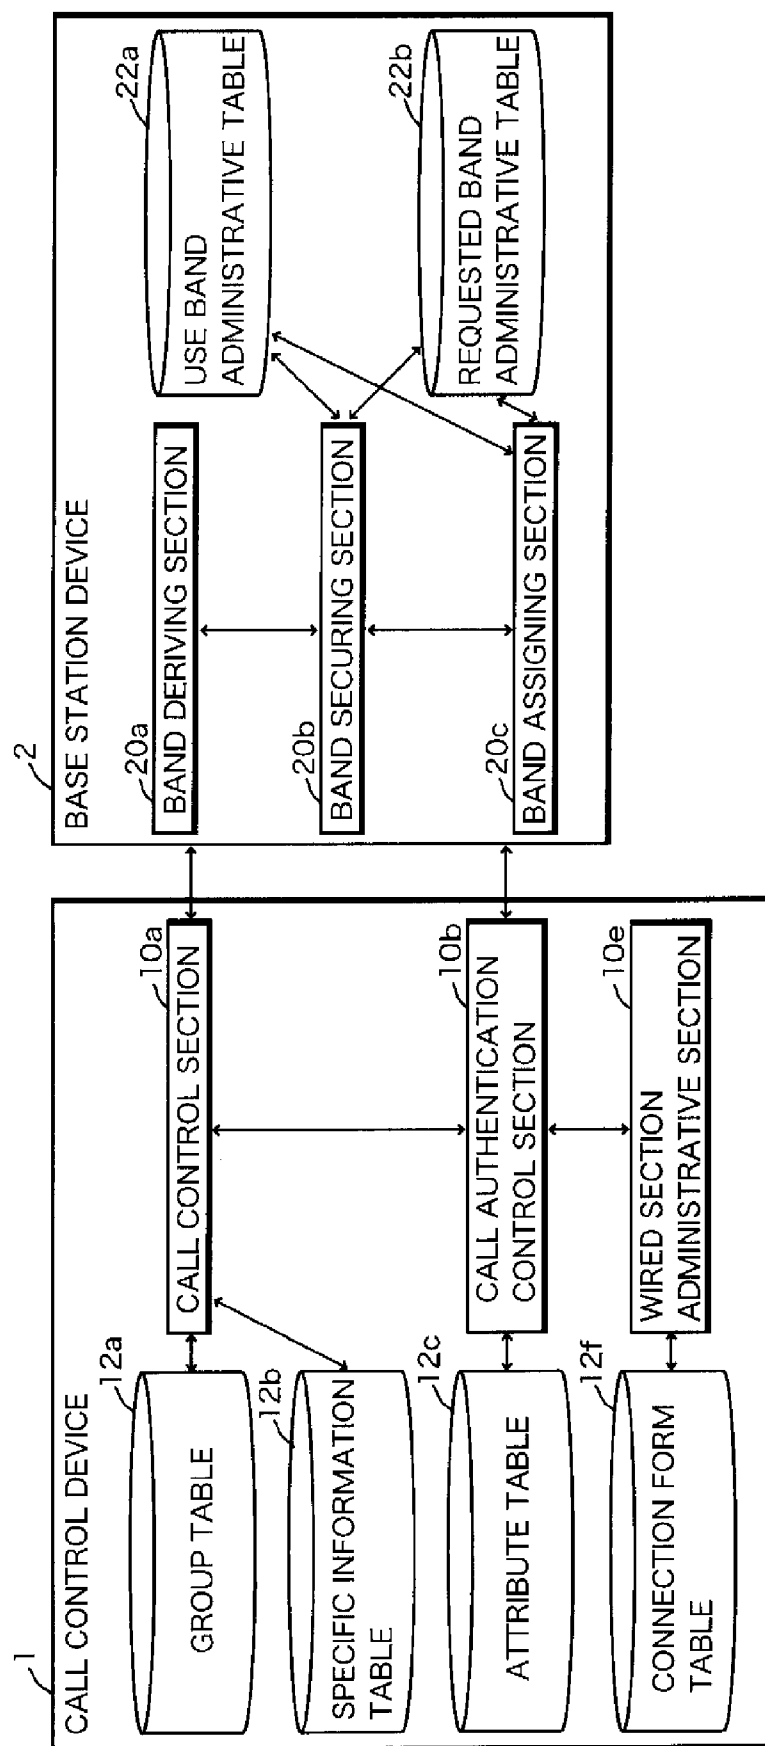 1
CALL CONTROL DEVICE
12a
GROUP TABLE
12b
SPECIFIC INFORMATION
TABLE
12c
ATTRIBUTE TABLE
12f
CONNECTION FORM
TABLE
10a
CALL CONTROL SECTION
10b
CALL AUTHENTICATION
CONTROL SECTION
10e
WIRED SECTION
ADMINISTRATIVE SECTION
2
BASE STATION DEVICE
20a
BAND DERIVING SECTION
20b
BAND SECURING SECTION
20c
BAND ASSIGNING SECTION
22a
USE BAND
ADMINISTRATIVE TABLE
22b
REQUESTED BAND
ADMINISTRATIVE TABLE